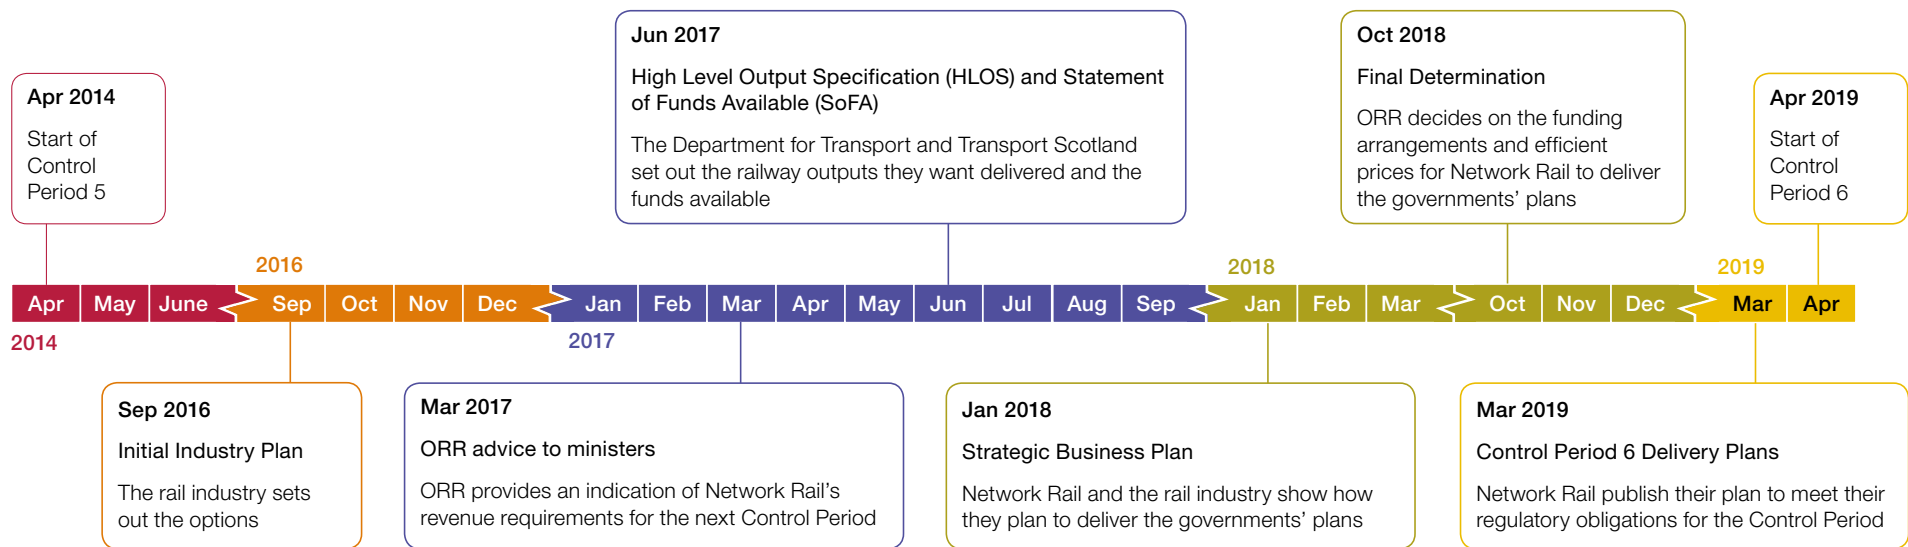 Jun 2017
High Level Output Specification (HLOS) and Statement
of Funds Available (SoFA)
The Department for Transport and Transport Scotland
set out the railway outputs they want delivered and the
funds available
Oct 2018
Final Determination
ORR decides on the funding
arrangements and efficient
prices for Network Rail to deliver
the governments’ plans
Apr 2014
Start of
Control
Period 5
Apr 2019
Start of
Control
Period 6
2016
2018
2019
Apr May June Sep Oct Nov Dec Jan Feb Mar Apr May Jun Jul Aug Sep Jan Feb Mar Oct Nov Dec Mar Apr
2014
2017
Sep 2016
Initial Industry Plan
The rail industry sets
out the options
Mar 2017
ORR advice to ministers
ORR provides an indication of Network Rail’s
revenue requirements for the next Control Period
Jan 2018
Strategic Business Plan
Network Rail and the rail industry show how
they plan to deliver the governments’ plans
Mar 2019
Control Period 6 Delivery Plans
Network Rail publish their plan to meet their
regulatory obligations for the Control Period